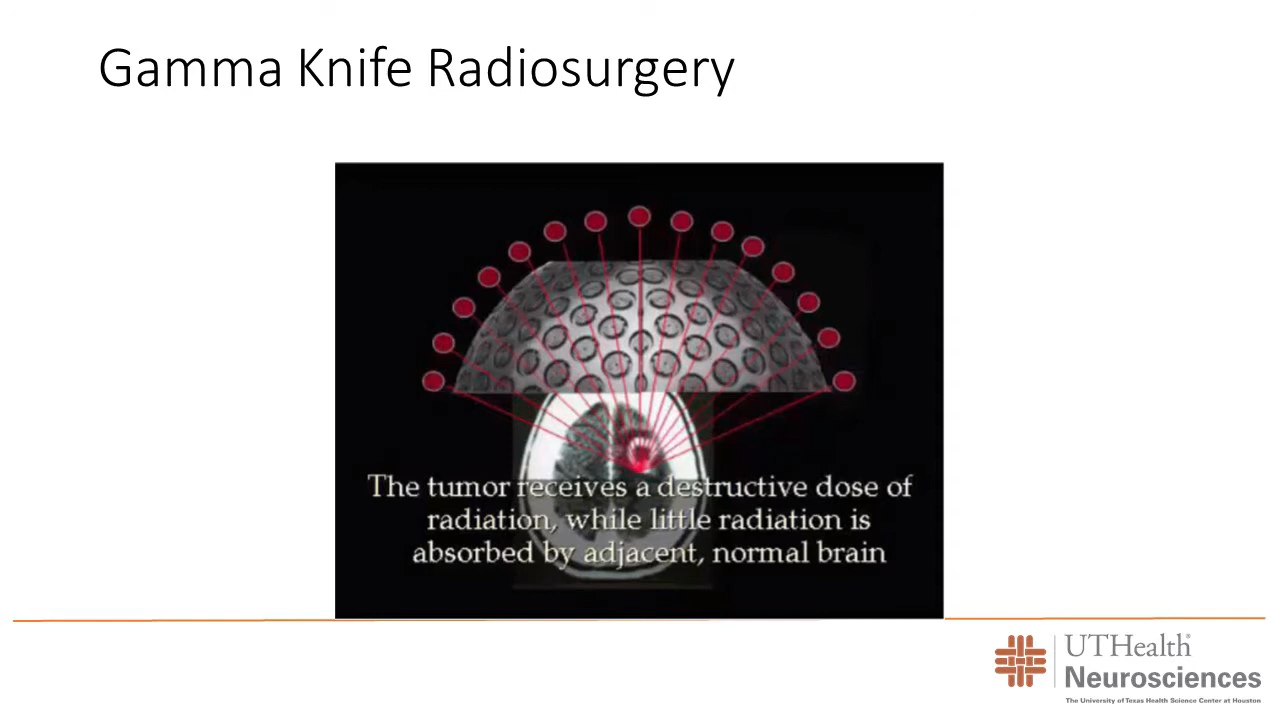 Gamma Knife Radiosurgery
The tumor receives a destructive dose of
radiation, while little radiation is
absorbed by adjacent, normal brain
UTHealth®
Neurosciences
The University of Texas Health Science Center at Houston